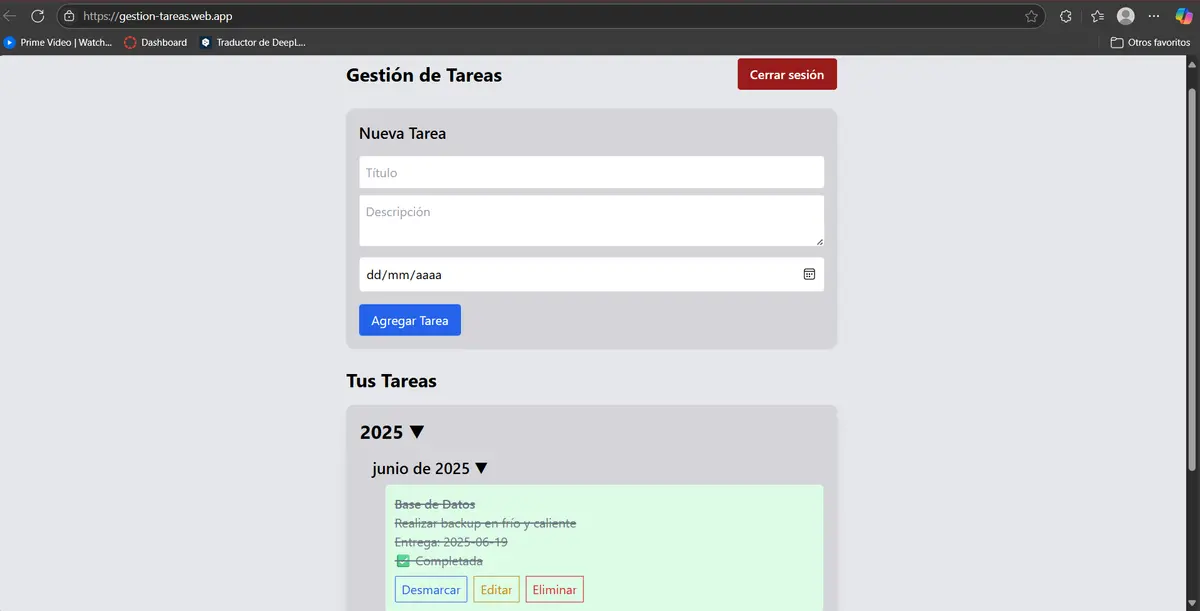 https://gestion-tareas.web.app
Prime Video | Watch... Dashboard Traductor de DeepL... Otros favoritos
Gestión de Tareas
Cerrar sesión
Nueva Tarea
Título
Descripción
dd/mm/aaaa
Agregar Tarea
Tus Tareas
2025 ▼
junio de 2025 ▼
Base de Datos
Realizar backup en frío y caliente
Entrega: 2025-06-19
✅ Completada
Desmarcar Editar Eliminar